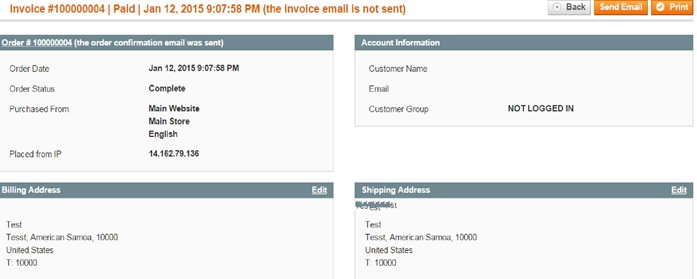 Invoice #100000004 | Paid | Jan 12, 2015 9:07:58 PM (the invoice email is not sent)
Back Send Email Print
Order # 100000004 (the order confirmation email was sent)
Order Date Jan 12, 2015 9:07:58 PM
Order Status Complete
Purchased From Main Website
Main Store
English
Placed from IP 14.162.79.136
Account Information
Customer Name
Email
Customer Group NOT LOGGED IN
Billing Address Edit
Test
Tesst, American Samoa, 10000
United States
T: 10000
Shipping Address Edit
Test
Tesst, American Samoa, 10000
United States
T: 10000